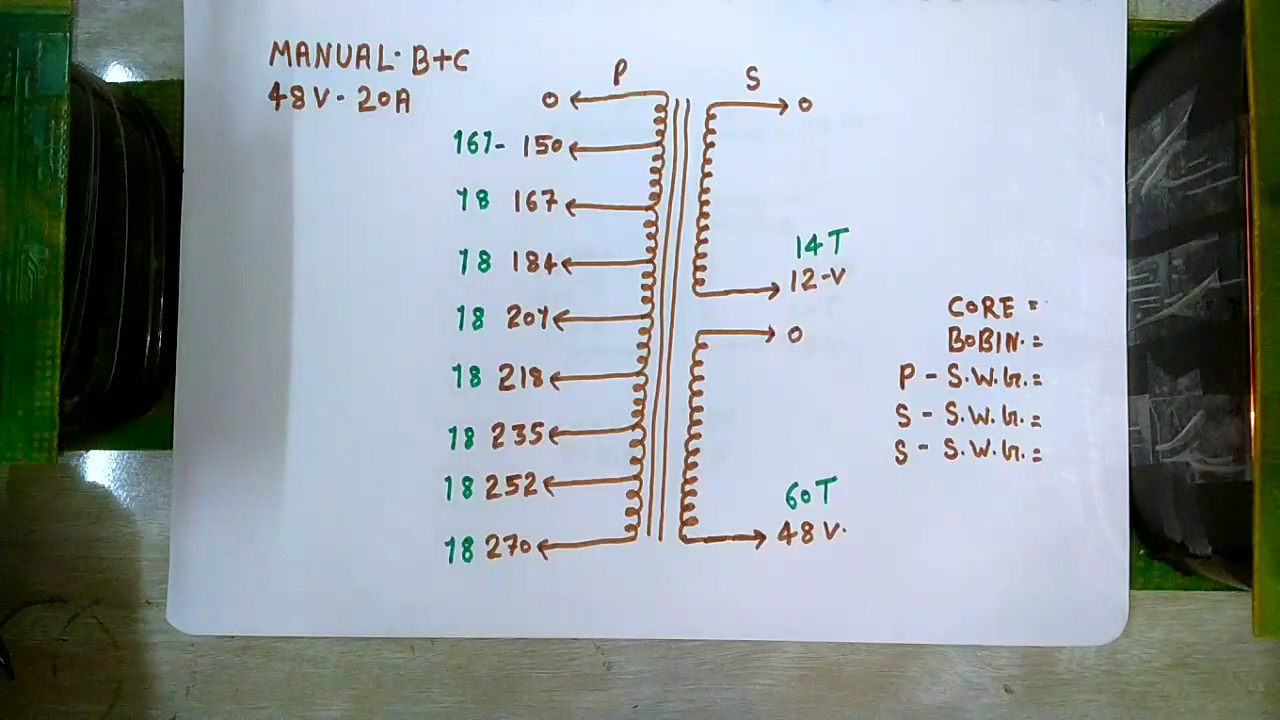 MANUAL· B+C
48V - 20A
P
S
0
0
161- 150
18 167
18 184
14T
12-V
18 201
0
18 218
18 235
18 252
60T
48V.
18 270
CORE =
BOBIN. =
P - S.W.G. =
S - S.W.G. =
S - S.W.G. =